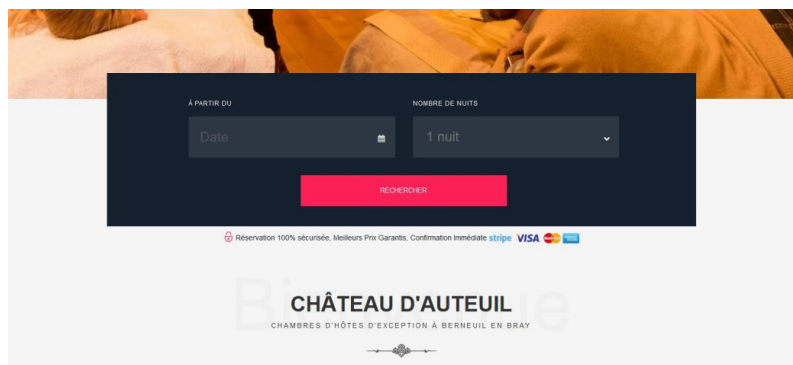 À PARTIR DU
NOMBRE DE NUITS
Date
1 nuit
RECHERCHER
Réservation 100% sécurisée, Meilleurs Prix Garantis, Confirmation Immédiate stripe VISA
Bienvenue
CHÂTEAU D'AUTEUIL
CHAMBRES D'HÔTES D'EXCEPTION À BERNEUIL EN BRAY